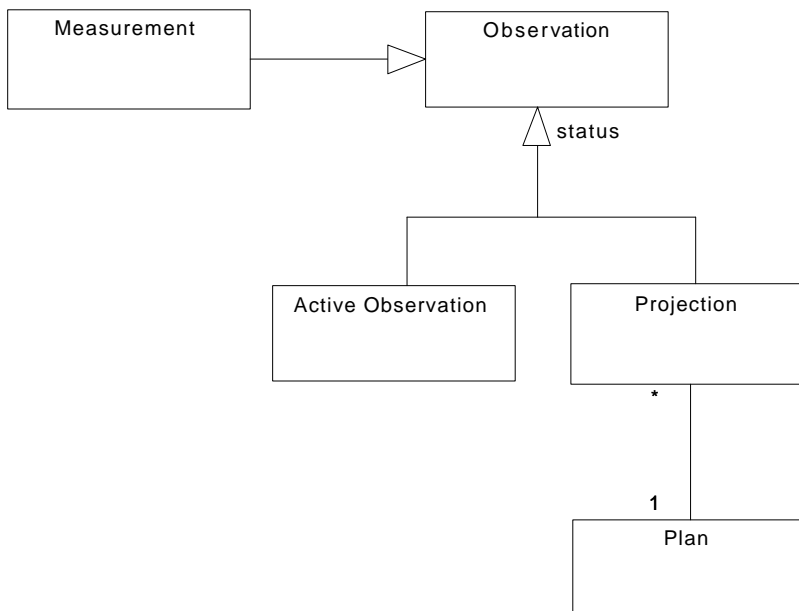 Measurement
Observation
status
Active Observation
Projection
*
1
Plan